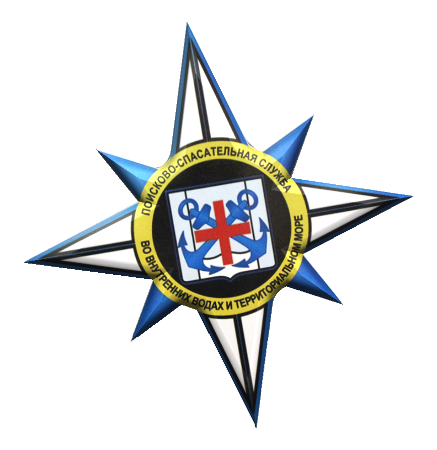 ПОИСКОВО-СПАСАТЕЛЬНАЯ СЛУЖБА
ВО ВНУТРЕННИХ ВОДАХ И ТЕРРИТОРИАЛЬНОМ МОРЕ